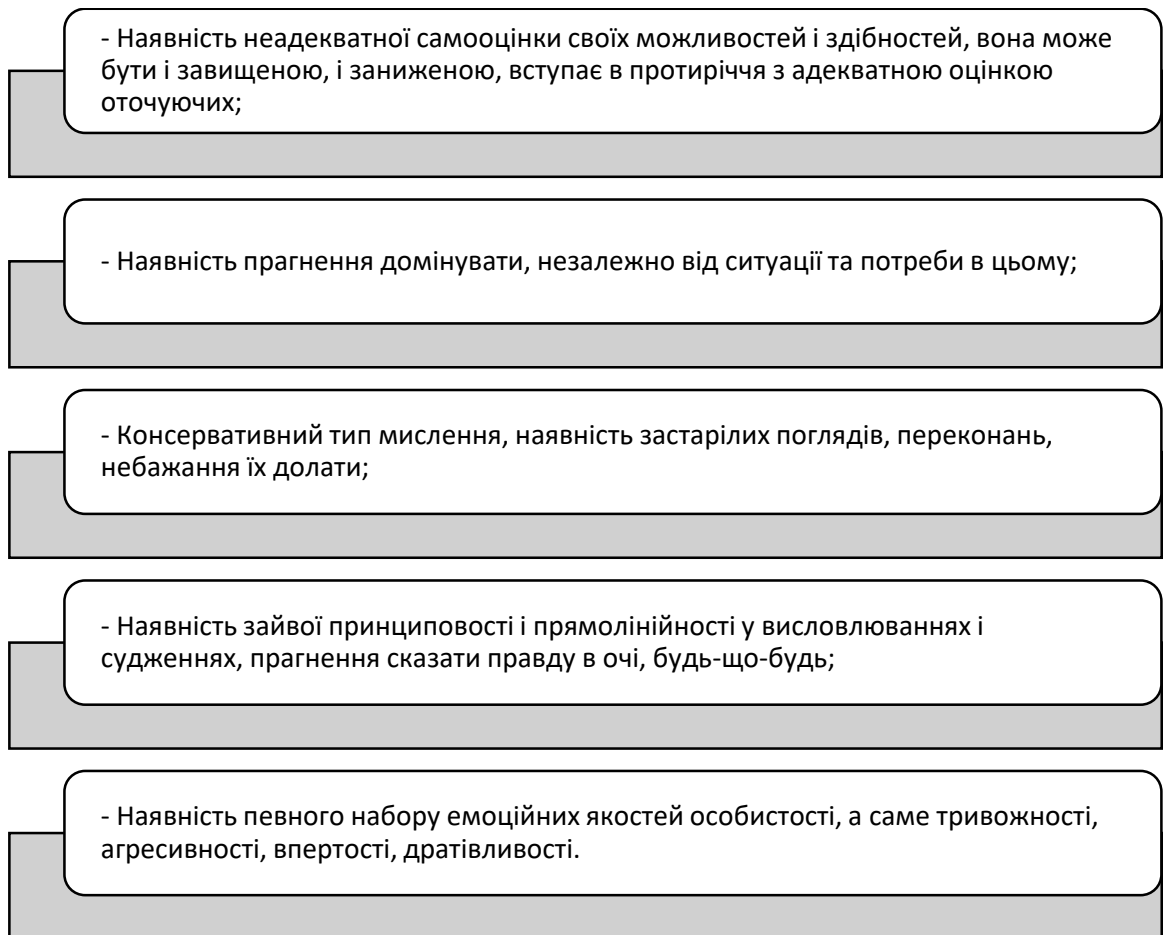 - Наявність неадекватної самооцінки своїх можливостей і здібностей, вона може
бути і завищеною, і заниженою, вступає в протиріччя з адекватною оцінкою
оточуючих;
- Наявність прагнення домінувати, незалежно від ситуації та потреби в цьому;
- Консервативний тип мислення, наявність застарілих поглядів, переконань,
небажання їх долати;
- Наявність зайвої принциповості і прямолінійності у висловлюваннях і
судженнях, прагнення сказати правду в очі, будь-що-будь;
- Наявність певного набору емоційних якостей особистості, а саме тривожності,
агресивності, впертості, дратівливості.